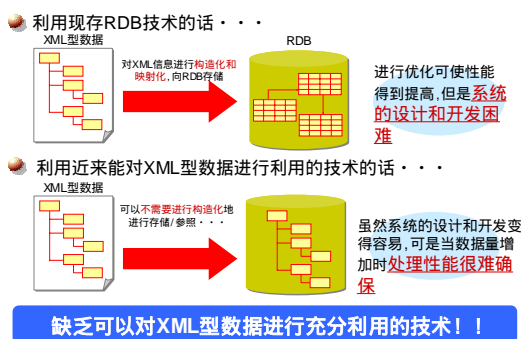 利用现存RDB技术的话・・・
XML型数据
对XML信息进行构造化和
映射化,向RDB存储
RDB
进行优化可使性能
得到提高,但是系统
的设计和开发困
难
利用近来能对XML型数据进行利用的技术的话・・・
XML型数据
可以不需要进行构造化地
进行存储/参照・・・
虽然系统的设计和开发变
得容易,可是当数据量增
加时处理性能很难确
保
缺乏可以对XML型数据进行充分利用的技术！！